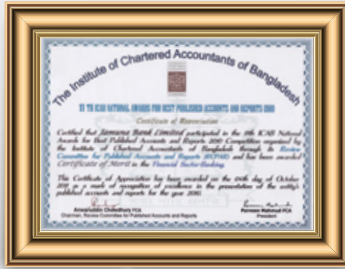 The Institute of Chartered Accountants of Bangladesh
11 TH ICAB NATIONAL AWARDS FOR BEST PUBLISHED ACCOUNTS AND REPORTS 2010
Certificate of Appreciation
Certified that Jamuna Bank Limited participated in the 11th ICAB National
Awards for Best Published Accounts and Reports 2010 Competition organised by
the Institute of Chartered Accountants of Bangladesh through its Review
Committee for Published Accounts and Reports (RCPAR) and has been awarded
Certificate of Merit in the Financial Sector-Banking.
This Certificate of Appreciation has been awarded on the day of October
2011 as a mark of recognition of excellence in the presentation of the entity's
published accounts and reports for the year 2010.
Anwaruddin Chowdhury FCA
Chairman, Review Committee for Published Accounts and Reports
Parveen Mahmud FCA
President